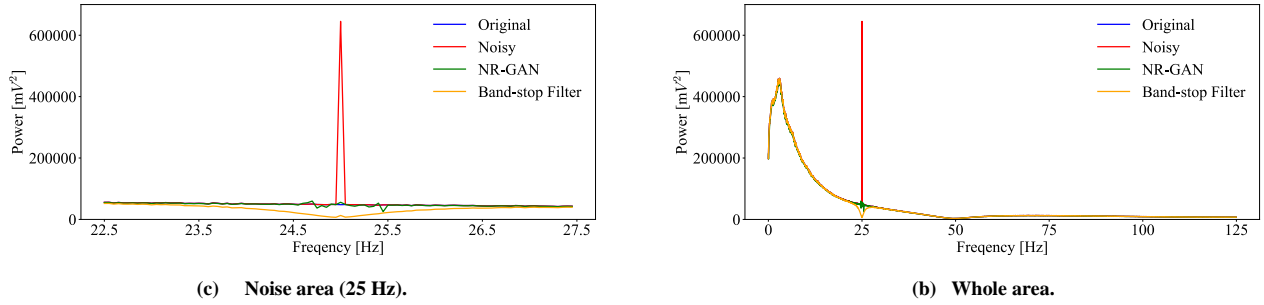 600000
400000
200000
0
Power [mV²]
Original
Noisy
NR-GAN
Band-stop Filter
22.5 23.5 24.5 25.5 26.5 27.5
Freqency [Hz]
(c) Noise area (25 Hz).
600000
400000
200000
0
Power [mV²]
Original
Noisy
NR-GAN
Band-stop Filter
0 25 50 75 100 125
Freqency [Hz]
(b) Whole area.